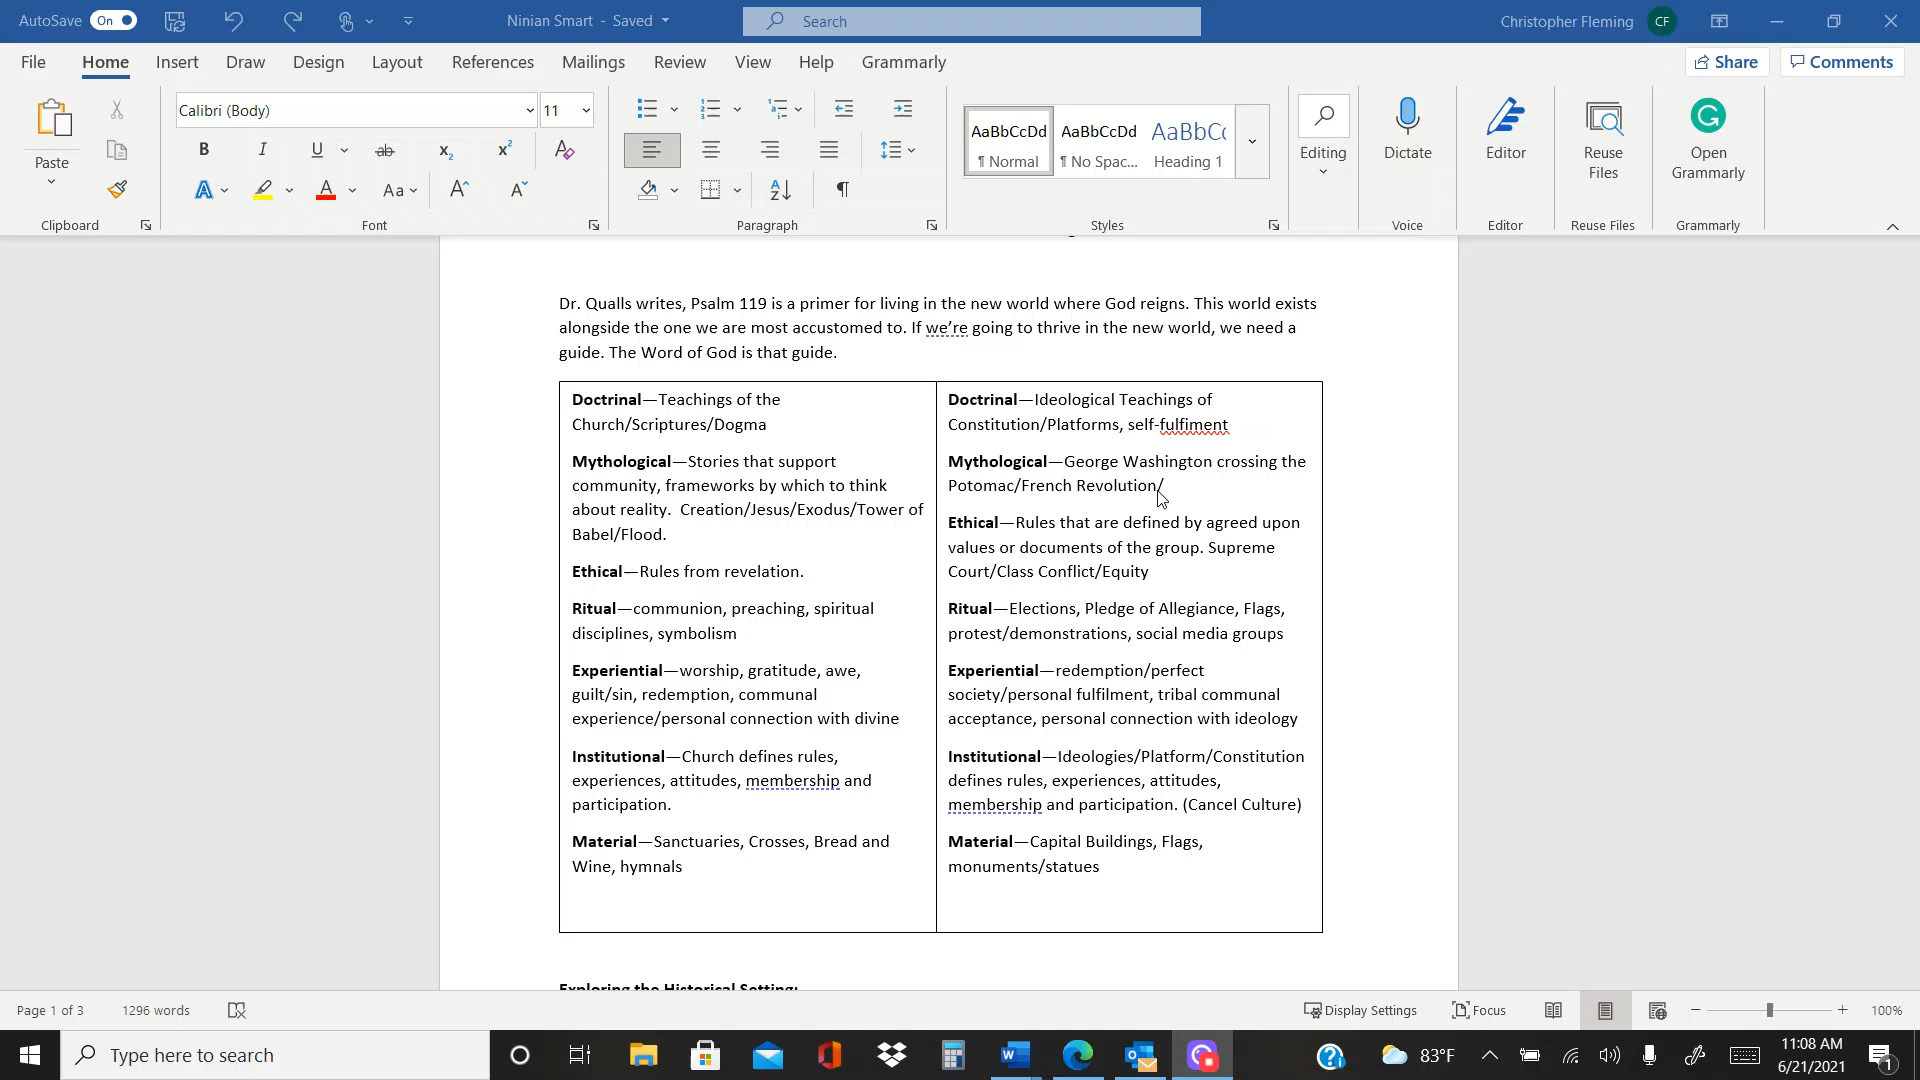 AutoSave On Ninian Smart - Saved Search Christopher Fleming CF
File Home Insert Draw Design Layout References Mailings Review View Help Grammarly Share Comments
Calibri (Body) 11
AaBbCcDd AaBbCcDd AaBbCc
Paste
B I U ab x₂ x² A
¶ Normal ¶ No Spac... Heading 1
Editing Dictate Editor Reuse Files Open Grammarly
A A Aa A A A Z ¶
Clipboard Font Paragraph Styles Voice Editor Reuse Files Grammarly
Dr. Qualls writes, Psalm 119 is a primer for living in the new world where God reigns. This world exists
alongside the one we are most accustomed to. If we’re going to thrive in the new world, we need a
guide. The Word of God is that guide.
Doctrinal—Teachings of the
Church/Scriptures/Dogma
Mythological—Stories that support
community, frameworks by which to think
about reality.  Creation/Jesus/Exodus/Tower of
Babel/Flood.
Ethical—Rules from revelation.
Ritual—communion, preaching, spiritual
disciplines, symbolism
Experiential—worship, gratitude, awe,
guilt/sin, redemption, communal
experience/personal connection with divine
Institutional—Church defines rules,
experiences, attitudes, membership and
participation.
Material—Sanctuaries, Crosses, Bread and
Wine, hymnals
Doctrinal—Ideological Teachings of
Constitution/Platforms, self-fulfiment
Mythological—George Washington crossing the
Potomac/French Revolution/
Ethical—Rules that are defined by agreed upon
values or documents of the group. Supreme
Court/Class Conflict/Equity
Ritual—Elections, Pledge of Allegiance, Flags,
protest/demonstrations, social media groups
Experiential—redemption/perfect
society/personal fulfilment, tribal communal
acceptance, personal connection with ideology
Institutional—Ideologies/Platform/Constitution
defines rules, experiences, attitudes,
membership and participation. (Cancel Culture)
Material—Capital Buildings, Flags,
monuments/statues
Exploring the Historical Setting:
Page 1 of 3 1296 words Display Settings Focus 100%
Type here to search 83°F 11:08 AM
6/21/2021 1